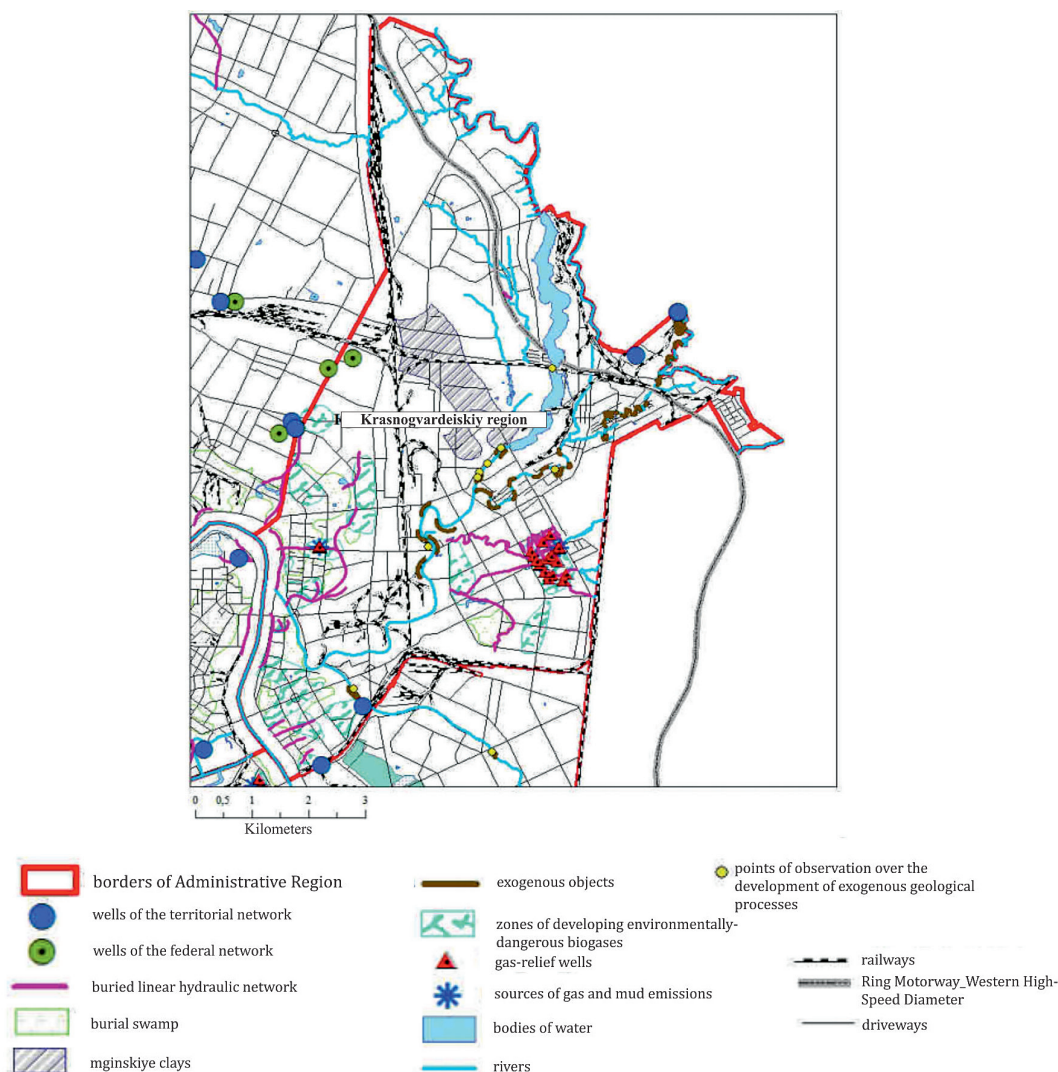 Krasnogvardeiskiy region
0 0,5 1 2 3
Kilometers
borders of Administrative Region
wells of the territorial network
wells of the federal network
buried linear hydraulic network
burial swamp
mginskiye clays
exogenous objects
zones of developing environmentally-
dangerous biogases
gas-relief wells
sources of gas and mud emissions
bodies of water
rivers
points of observation over the
development of exogenous geological
processes
railways
Ring Motorway_Western High-
Speed Diameter
driveways